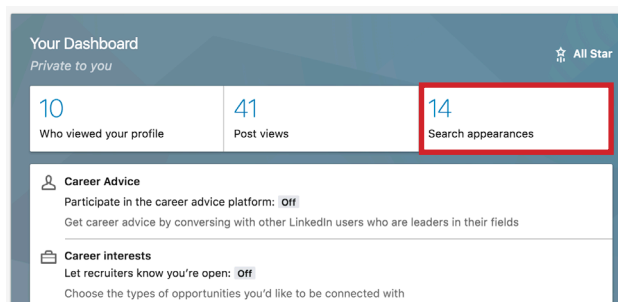 Your Dashboard
Private to you
All Star
10
Who viewed your profile
41
Post views
14
Search appearances
Career Advice
Participate in the career advice platform: Off
Get career advice by conversing with other LinkedIn users who are leaders in their fields
Career interests
Let recruiters know you're open: Off
Choose the types of opportunities you'd like to be connected with